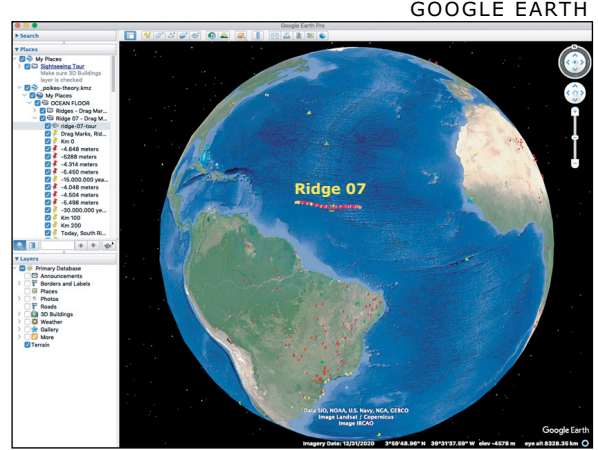 GOOGLE EARTH
Google Earth Pro
Search
Places
My Places
Sightseeing Tour
Make sure 3D Buildings
layer is checked
_poikes-theory.kmz
My Places
OCEAN FLOOR
Ridges - Drag Mar...
Ridge 07 - Drag M...
ridge-07-tour
Drag Marks, Rid...
Km 0
-4.648 meters
-5288 meters
-4.314 meters
-5.450 meters
-15.000.000 yea...
-4.048 meters
-4.504 meters
-5.498 meters
-30.000.000 ye...
Km 100
Km 200
Today, South Ri...
Layers
Primary Database
Announcements
Borders and Labels
Places
Photos
Roads
3D Buildings
Weather
Gallery
More
Terrain
Ridge 07
N
Data SIO, NOAA, U.S. Navy, NGA, GEBCO
Image Landsat / Copernicus
Image IBCAO
Google Earth
Imagery Date: 12/31/2020 3°59'48.96" N 39°31'37.59" W elev -4578 m eye alt 8328.35 km